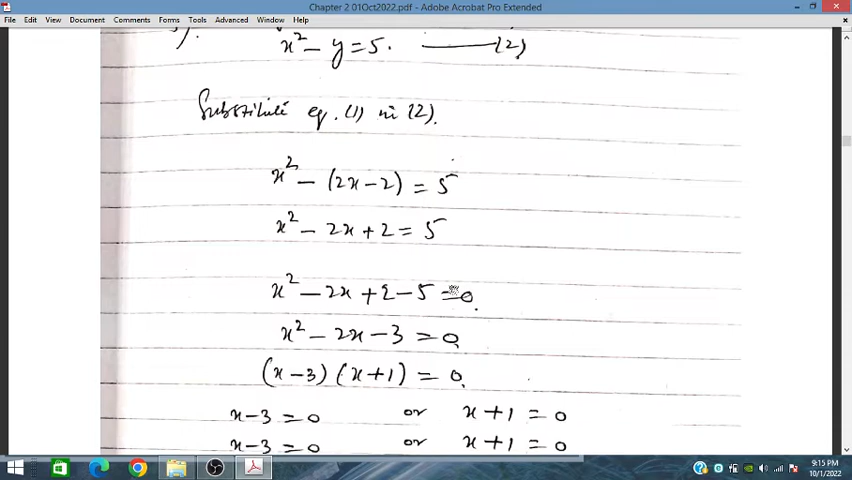 Chapter 2 01Oct2022.pdf - Adobe Acrobat Pro Extended
File Edit View Document Comments Forms Tools Advanced Window Help
x² - y = 5. (2)
Substitute eq. (1) in (2).
x² - (2x - 2) = 5
x² - 2x + 2 = 5
x² - 2x + 2 - 5 = 0.
x² - 2x - 3 = 0
(x - 3) (x + 1) = 0.
x - 3 = 0 or x + 1 = 0
x - 3 = 0 or x + 1 = 0
9:15 PM
10/1/2022